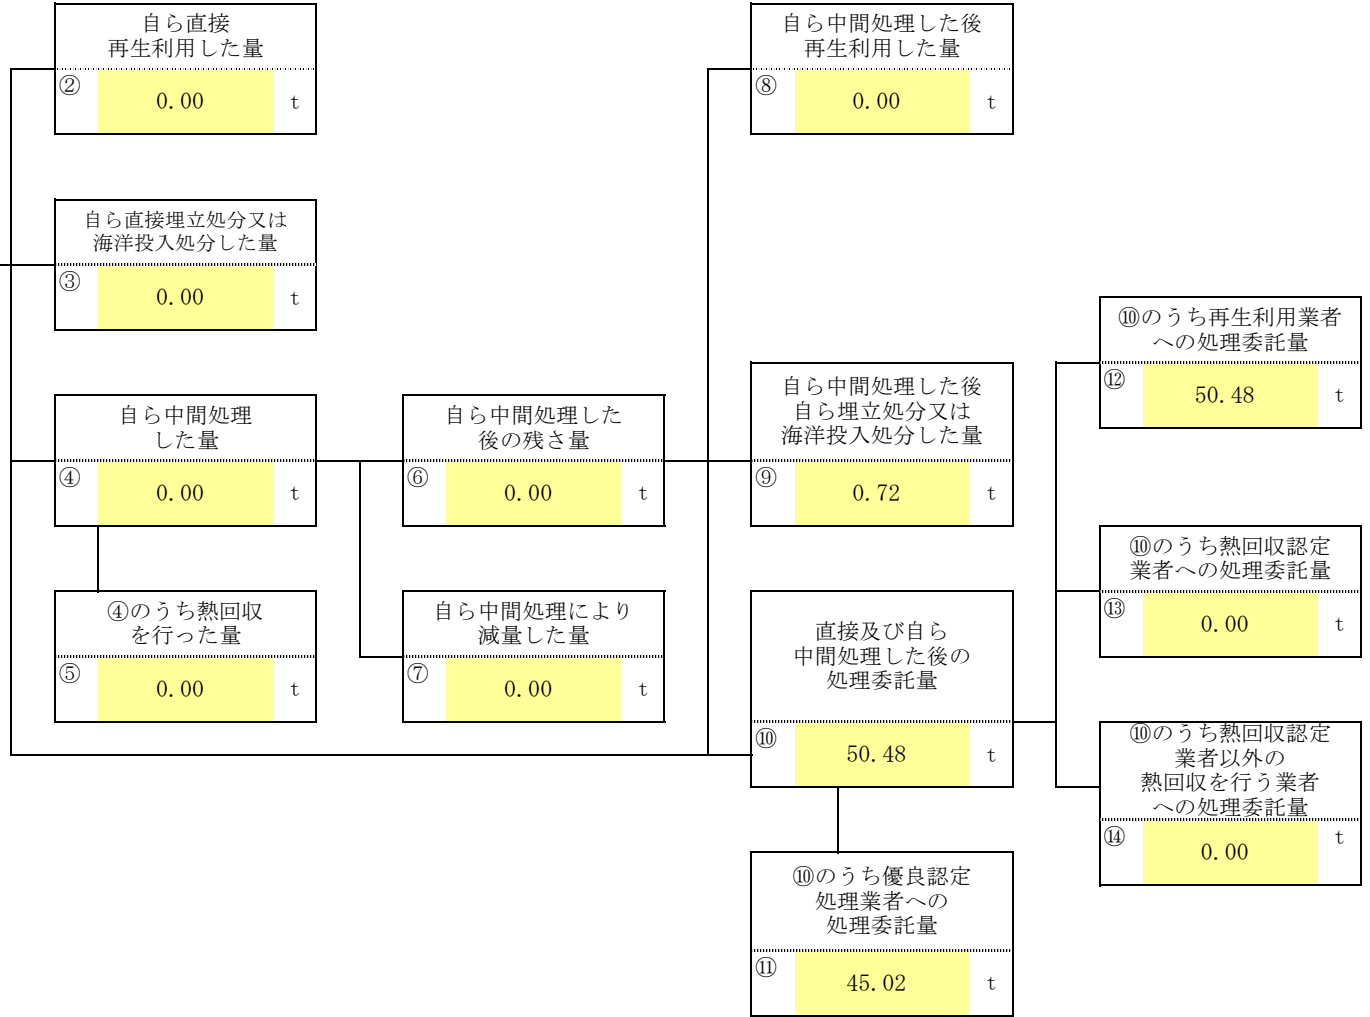 自ら直接
再生利用した量
②
0.00
t
自ら直接埋立処分又は
海洋投入処分した量
③
0.00
t
自ら中間処理
した量
④
0.00
t
④のうち熱回収
を行った量
⑤
0.00
t
自ら中間処理した
後の残さ量
⑥
0.00
t
自ら中間処理により
減量した量
⑦
0.00
t
自ら中間処理した後
再生利用した量
⑧
0.00
t
自ら中間処理した後
自ら埋立処分又は
海洋投入処分した量
⑨
0.72
t
直接及び自ら
中間処理した後の
処理委託量
⑩
50.48
t
⑩のうち優良認定
処理業者への
処理委託量
⑪
45.02
t
⑩のうち再生利用業者
への処理委託量
⑫
50.48
t
⑩のうち熱回収認定
業者への処理委託量
⑬
0.00
t
⑩のうち熱回収認定
業者以外の
熱回収を行う業者
への処理委託量
⑭
0.00
t